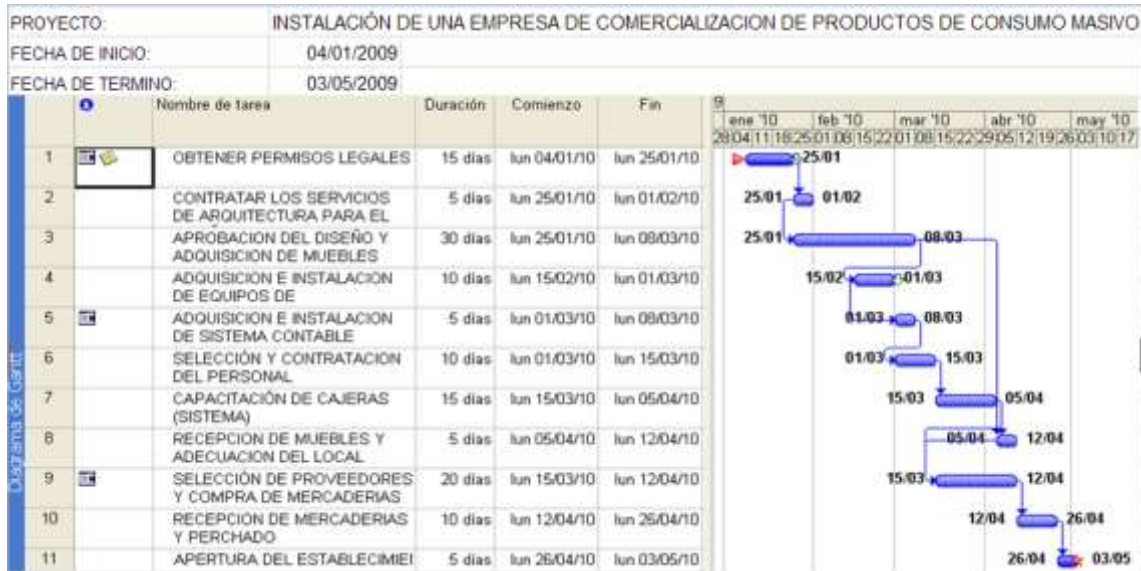 PROYECTO: INSTALACIÓN DE UNA EMPRESA DE COMERCIALIZACION DE PRODUCTOS DE CONSUMO MASIVO
FECHA DE INICIO: 04/01/2009
FECHA DE TERMINO: 03/05/2009
Nombre de tarea Duración Comienzo Fin 9
ene '10 feb '10 mar '10 abr '10 may '10
28 04 11 18 25 01 08 15 22 01 08 15 22 29 05 12 19 26 03 10 17
1 OBTENER PERMISOS LEGALES 15 días lun 04/01/10 lun 25/01/10 25/01
2 CONTRATAR LOS SERVICIOS 5 días lun 25/01/10 lun 01/02/10 25/01 01/02
DE ARQUITECTURA PARA EL
3 APROBACION DEL DISEÑO Y 30 días lun 25/01/10 lun 08/03/10 25/01 08/03
ADQUISICION DE MUEBLES
4 ADQUISICION E INSTALACION 10 días lun 15/02/10 lun 01/03/10 15/02 01/03
DE EQUIPOS DE
5 ADQUISICION E INSTALACION 5 días lun 01/03/10 lun 08/03/10 01/03 08/03
DE SISTEMA CONTABLE
6 SELECCIÓN Y CONTRATACION 10 días lun 01/03/10 lun 15/03/10 01/03 15/03
DEL PERSONAL
7 CAPACITACIÓN DE CAJERAS 15 días lun 15/03/10 lun 05/04/10 15/03 05/04
(SISTEMA)
8 RECEPCION DE MUEBLES Y 5 días lun 05/04/10 lun 12/04/10 05/04 12/04
ADECUACION DEL LOCAL
9 SELECCIÓN DE PROVEEDORES 20 días lun 15/03/10 lun 12/04/10 15/03 12/04
Y COMPRA DE MERCADERIAS
10 RECEPCION DE MERCADERIAS 10 días lun 12/04/10 lun 26/04/10 12/04 26/04
Y PERCHADO
11 APERTURA DEL ESTABLECIMIEI 5 días lun 26/04/10 lun 03/05/10 26/04 03/05
Diagrama de Gantt